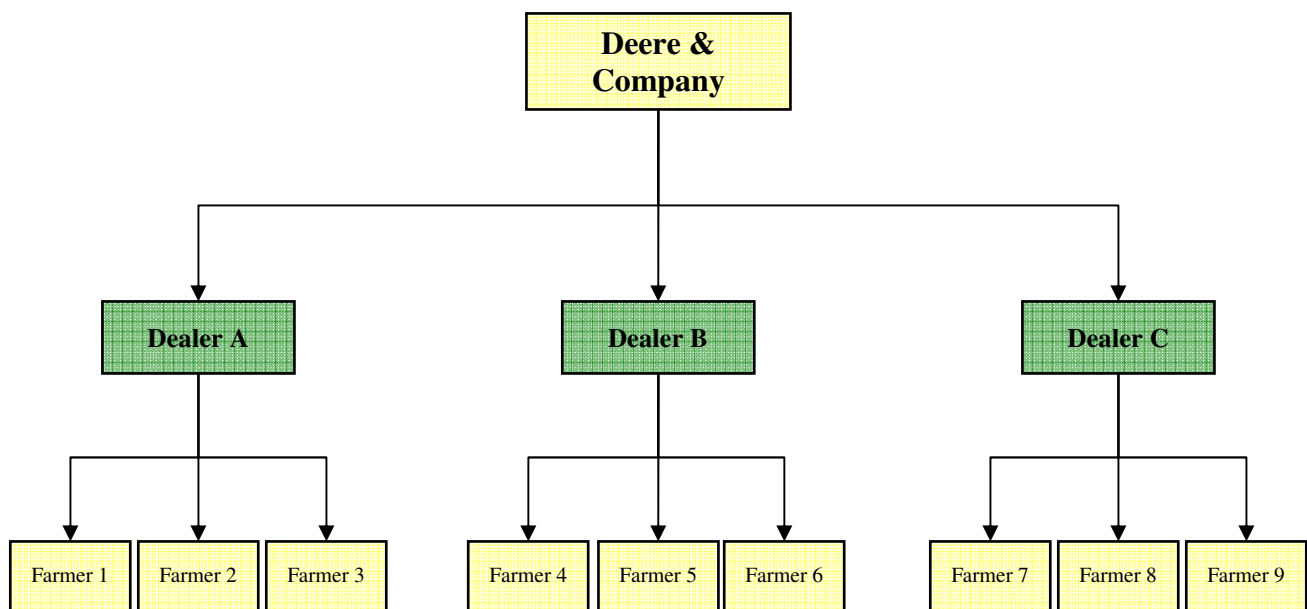 Deere &
Company
Dealer A
Dealer B
Dealer C
Farmer 1
Farmer 2
Farmer 3
Farmer 4
Farmer 5
Farmer 6
Farmer 7
Farmer 8
Farmer 9